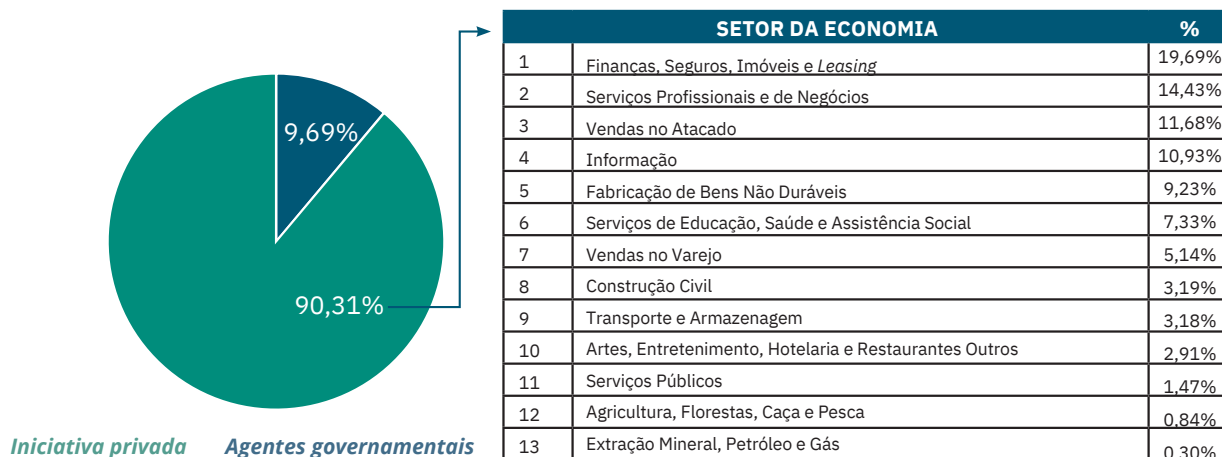 9,69%
90,31%
Iniciativa privada Agentes governamentais
SETOR DA ECONOMIA %
1 Finanças, Seguros, Imóveis e Leasing 19,69%
2 Serviços Profissionais e de Negócios 14,43%
3 Vendas no Atacado 11,68%
4 Informação 10,93%
5 Fabricação de Bens Não Duráveis 9,23%
6 Serviços de Educação, Saúde e Assistência Social 7,33%
7 Vendas no Varejo 5,14%
8 Construção Civil 3,19%
9 Transporte e Armazenagem 3,18%
10 Artes, Entretenimento, Hotelaria e Restaurantes Outros 2,91%
11 Serviços Públicos 1,47%
12 Agricultura, Florestas, Caça e Pesca 0,84%
13 Extração Mineral, Petróleo e Gás 0,30%